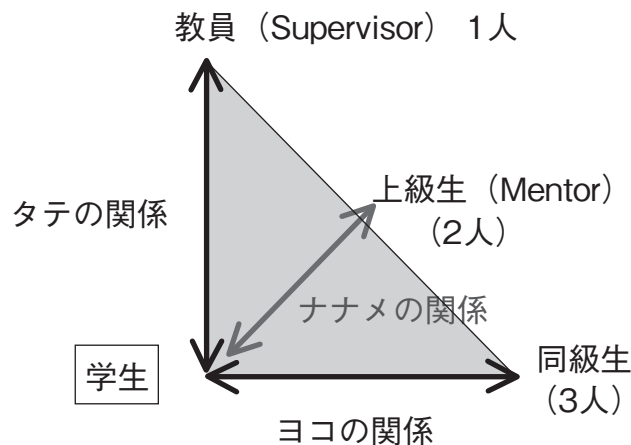 教員（Supervisor） 1人
上級生（Mentor）
（2人）
タテの関係
ナナメの関係
学生
同級生
（3人）
ヨコの関係